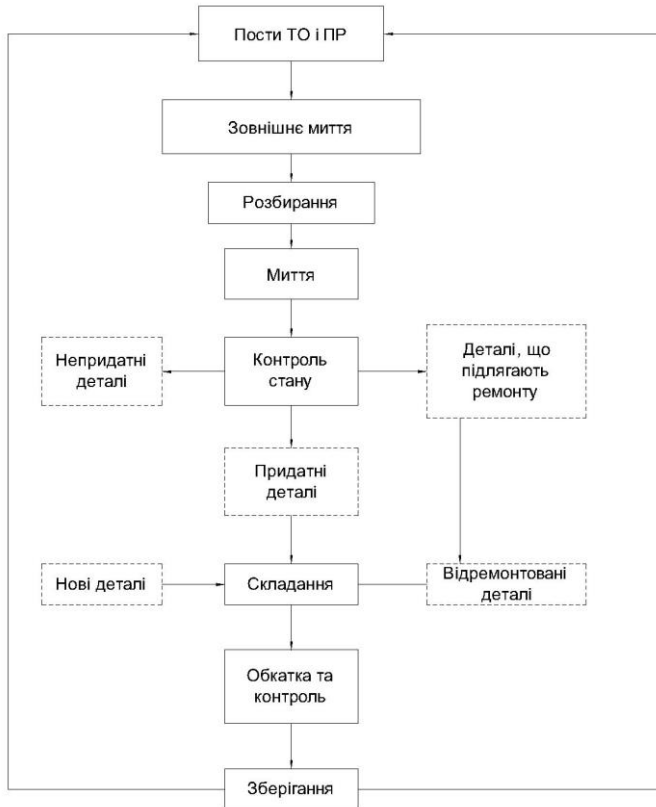 Пости ТО і ПР
Зовнішнє миття
Розбирання
Миття
Непридатні
деталі
Контроль
стану
Деталі, що
підлягають
ремонту
Придатні
деталі
Нові деталі
Складання
Відремонтовані
деталі
Обкатка та
контроль
Зберігання